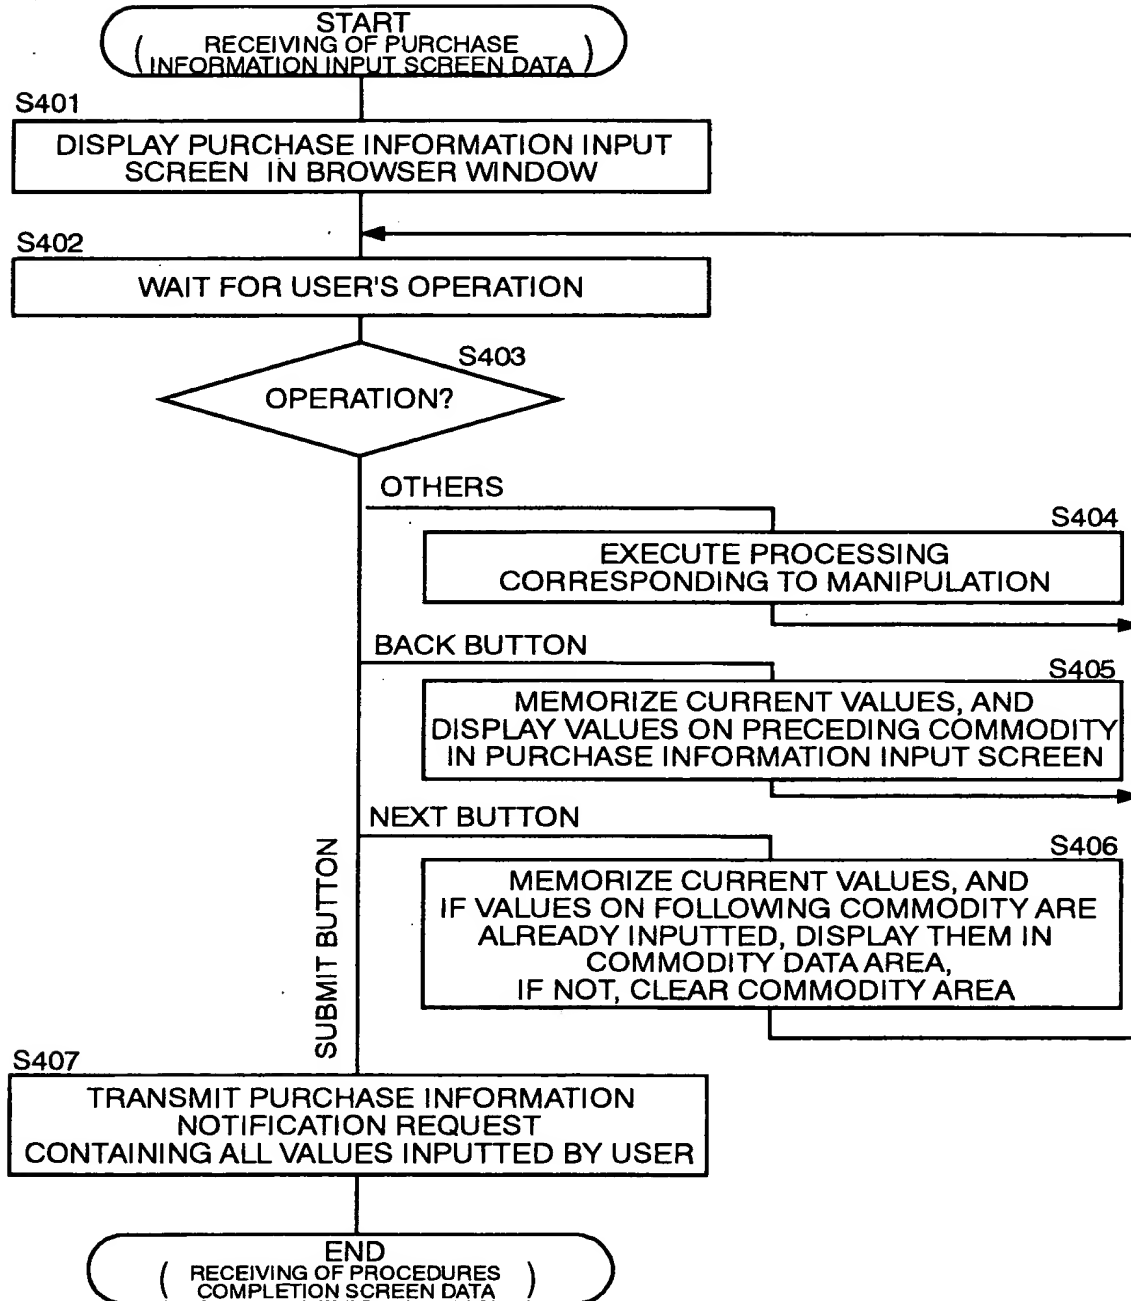 START
( RECEIVING OF PURCHASE
INFORMATION INPUT SCREEN DATA )
S401
DISPLAY PURCHASE INFORMATION INPUT
SCREEN IN BROWSER WINDOW
S402
WAIT FOR USER'S OPERATION
S403
OPERATION?
OTHERS
S404
EXECUTE PROCESSING
CORRESPONDING TO MANIPULATION
BACK BUTTON
S405
MEMORIZE CURRENT VALUES, AND
DISPLAY VALUES ON PRECEDING COMMODITY
IN PURCHASE INFORMATION INPUT SCREEN
NEXT BUTTON
S406
MEMORIZE CURRENT VALUES, AND
IF VALUES ON FOLLOWING COMMODITY ARE
ALREADY INPUTTED, DISPLAY THEM IN
COMMODITY DATA AREA,
IF NOT, CLEAR COMMODITY AREA
SUBMIT BUTTON
S407
TRANSMIT PURCHASE INFORMATION
NOTIFICATION REQUEST
CONTAINING ALL VALUES INPUTTED BY USER
END
( RECEIVING OF PROCEDURES
COMPLETION SCREEN DATA )